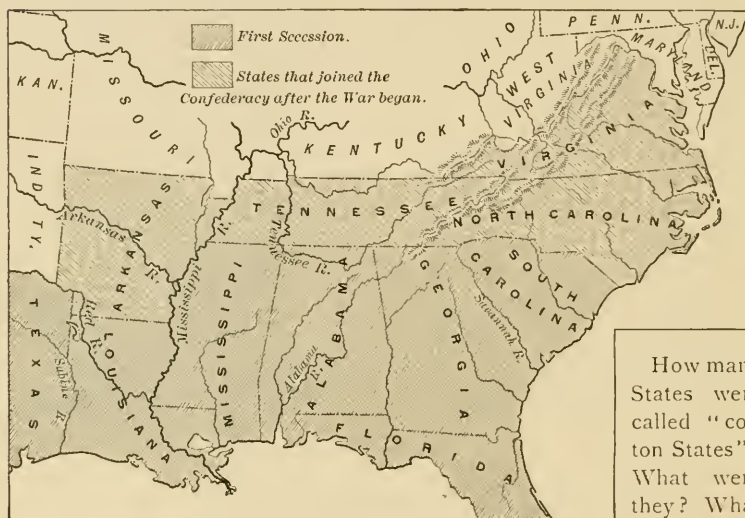 First Secession.
States that joined the
Confederacy after the War began.
PENN.
N.J.
MARYLAND
DEL.
OHIO
WEST
VIRGINIA
VIRGINIA
MISSOURI
KAN.
IND.TY.
KENTUCKY
Ohio R.
TENNESSEE
NORTH CAROLINA
SOUTH
CAROLINA
ARKANSAS
Arkansas
R.
Mississippi
R.
Tennessee R.
TEXAS
Red R.
Sabine R.
LOUISIANA
MISSISSIPPI
ALABAMA
Alabama
R.
GEORGIA
Savannah R.
FLORIDA
How man
States wer
called "co
ton States"
What wer
they? Wha